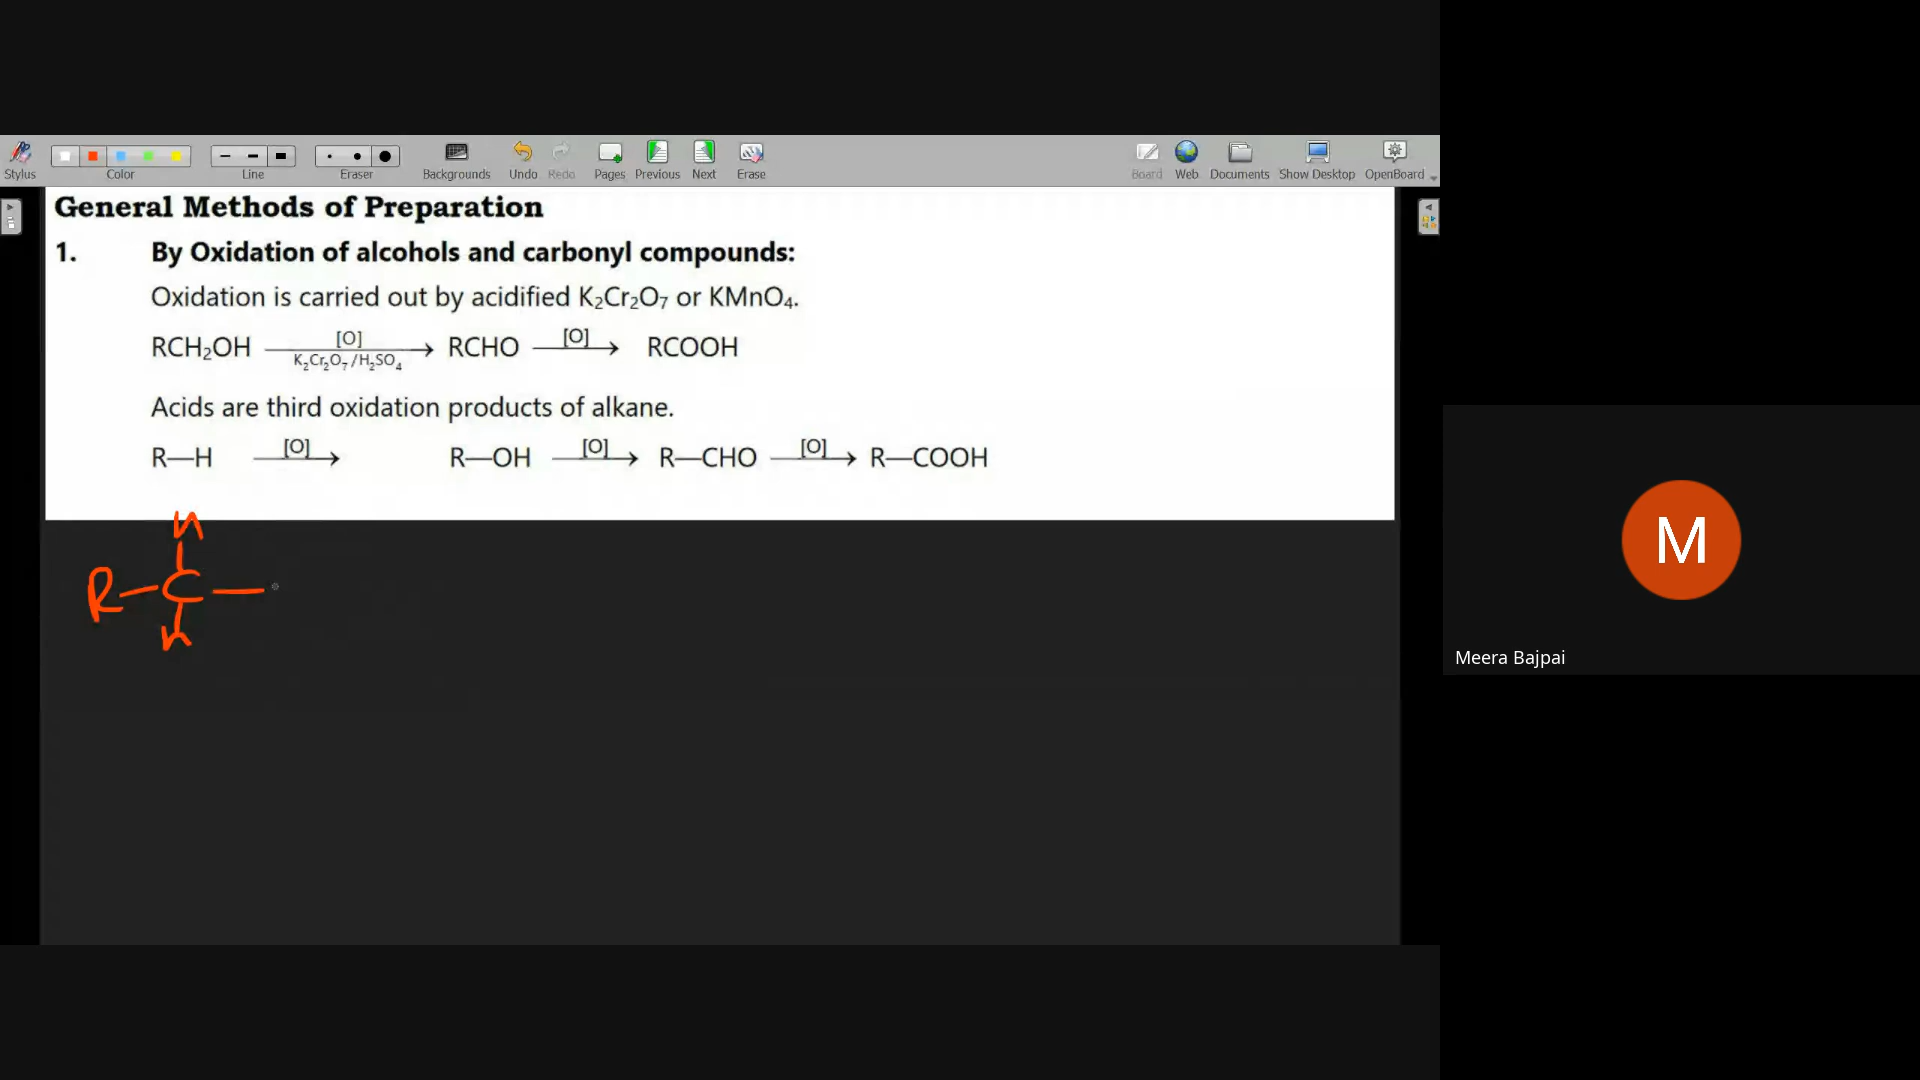 Stylus Color Line Eraser Backgrounds Undo Redo Pages Previous Next Erase Board Web Documents Show Desktop OpenBoard
General Methods of Preparation
1. By Oxidation of alcohols and carbonyl compounds:
Oxidation is carried out by acidified K₂Cr₂O₇ or KMnO₄.
RCH₂OH —[O] K₂Cr₂O₇/H₂SO₄→ RCHO —[O]→ RCOOH
Acids are third oxidation products of alkane.
R—H —[O]→ R—OH —[O]→ R—CHO —[O]→ R—COOH
H
R—C—
H
M
Meera Bajpai